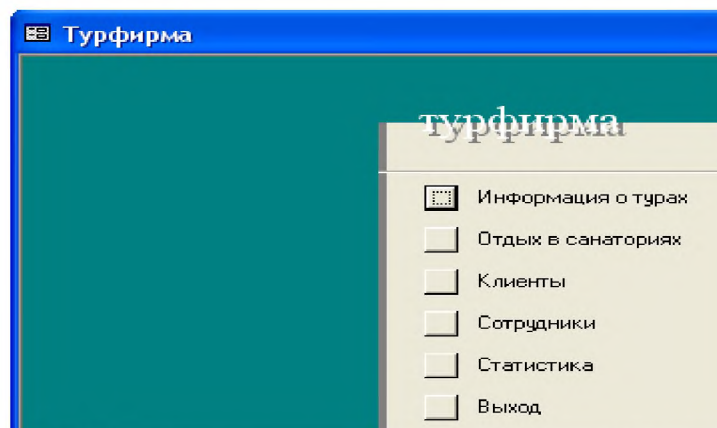 Турфирма
турфирма
Информация о турах
Отдых в санаториях
Клиенты
Сотрудники
Статистика
Выход